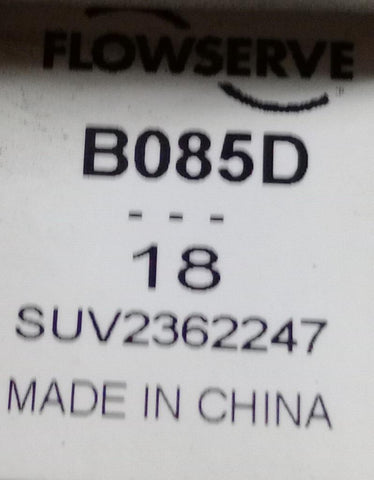 FLOWSERVE
B085D
- - -
18
SUV2362247
MADE IN CHINA